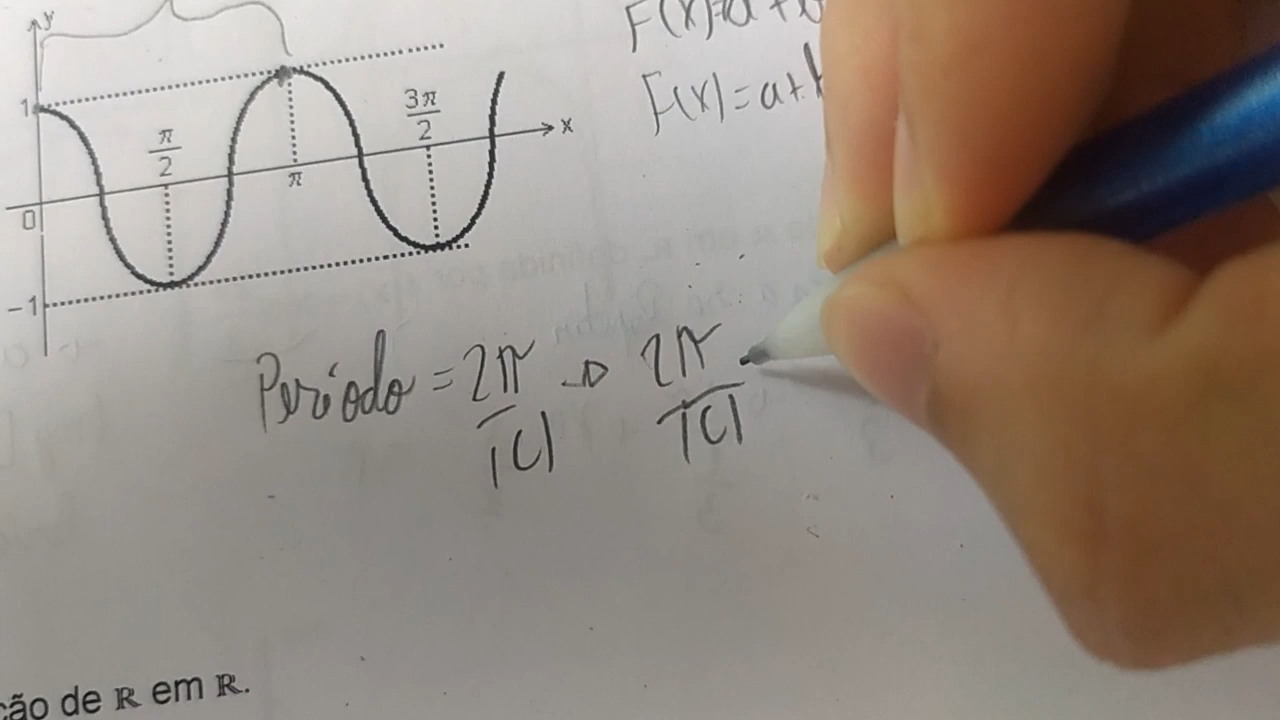 y
F(x)=a+
F(x)=a+
1
π
2
3π
2
x
π
0
-1
Período = 2π → 2π
|C| |C|
ção de ℝ em ℝ.